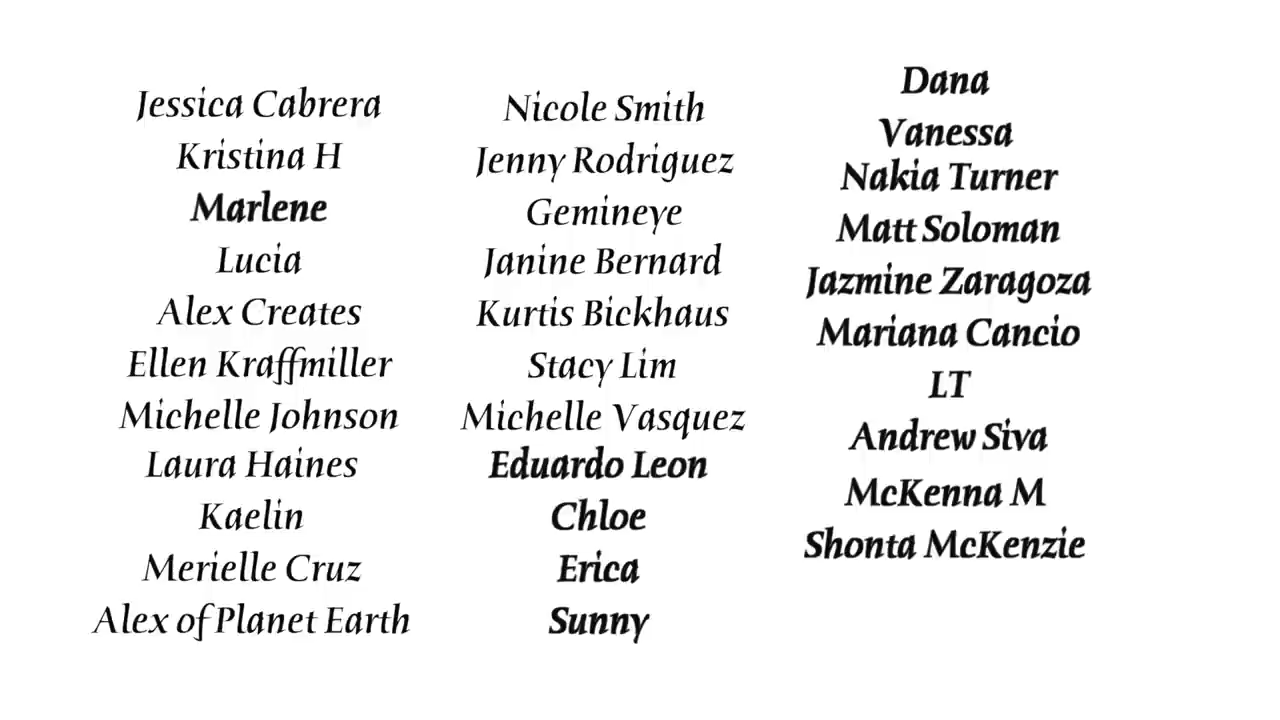 Jessica Cabrera
Kristina H
Marlene
Lucia
Alex Creates
Ellen Kraffmiller
Michelle Johnson
Laura Haines
Kaelin
Merielle Cruz
Alex of Planet Earth
Nicole Smith
Jenny Rodriguez
Gemineye
Janine Bernard
Kurtis Bickhaus
Stacy Lim
Michelle Vasquez
Eduardo Leon
Chloe
Erica
Sunny
Dana
Vanessa
Nakia Turner
Matt Soloman
Jazmine Zaragoza
Mariana Cancio
LT
Andrew Siva
McKenna M
Shonta McKenzie